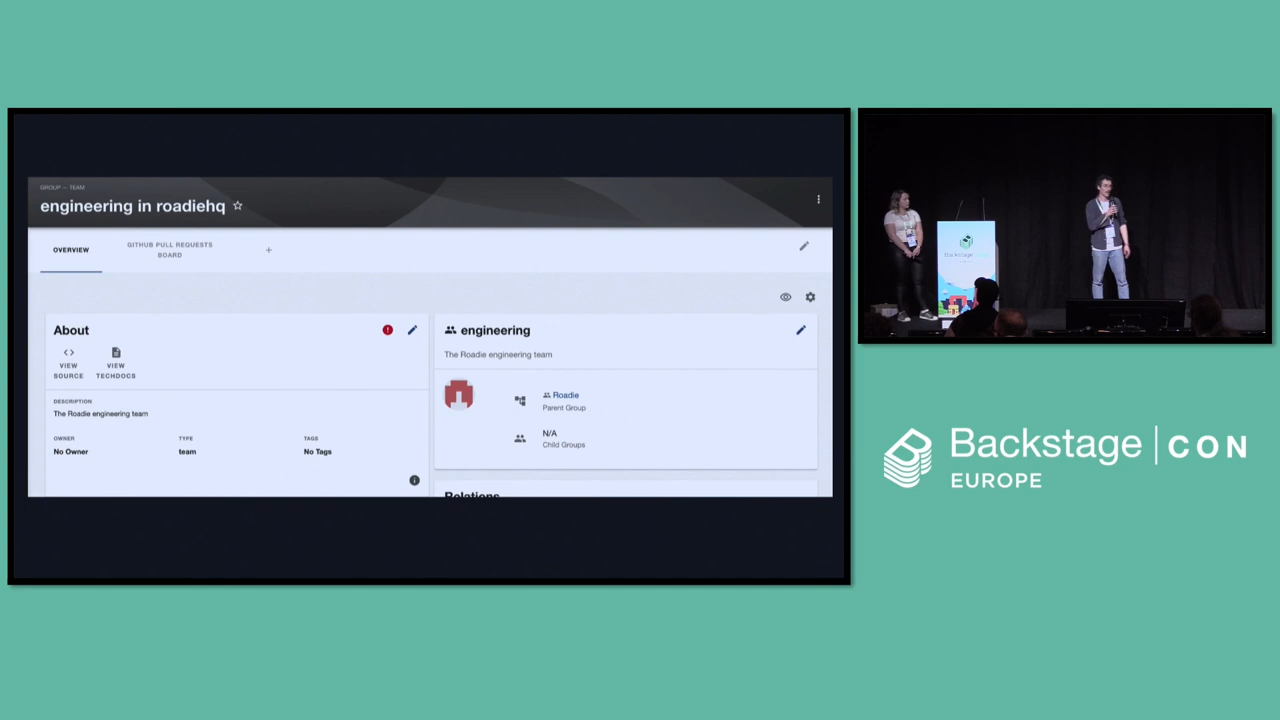 GROUP — TEAM
engineering in roadiehq
OVERVIEW
GITHUB PULL REQUESTS
BOARD
+
About
VIEW
SOURCE
VIEW
TECHDOCS
DESCRIPTION
The Roadie engineering team
OWNER
No Owner
TYPE
team
TAGS
No Tags
engineering
The Roadie engineering team
Roadie
Parent Group
N/A
Child Groups
Relations
Backstage
Backstage | CON
EUROPE